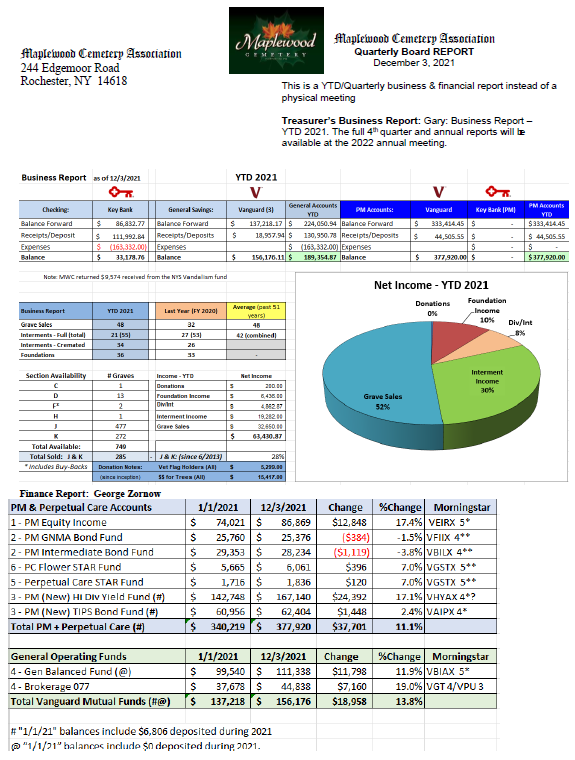 Maplewood Cemetery Association
244 Edgemoor Road
Rochester, NY 14618
Maplewood
CEMETERY
Maplewood Cemetery Association
Quarterly Board REPORT
December 3, 2021
This is a YTD/Quarterly business & financial report instead of a
physical meeting
Treasurer's Business Report: Gary: Business Report –
YTD 2021. The full 4th quarter and annual reports will be
available at the 2022 annual meeting.
Business Report as of 12/3/2021 YTD 2021
Checking: Key Bank General Savings: Vanguard (3) General Accounts YTD PM Accounts: Vanguard Key Bank (PM) PM Accounts YTD
Balance Forward $ 86,832.77 Balance Forward $ 137,218.17 $ 224,050.94 Balance Forward $ 333,414.45 $ - $ 333,414.45
Receipts/Deposit $ 111,992.84 Receipts/Deposits $ 18,957.94 $ 130,950.78 Receipts/Deposits $ 44,505.55 $ - $ 44,505.55
Expenses $ (163,332.00) Expenses $ (163,332.00) Expenses $ - $ -
Balance $ 33,178.76 Balance $ 156,176.11 $ 189,354.87 Balance $ 377,920.00 $ $ 377,920.00
Note: MWC returned $9,574 received from the NYS Vandalism fund
Business Report YTD 2021 Last Year (FY 2020) Average (past 51 years)
Grave Sales 48 32 48
Interments - Full (total) 21 (55) 27 (53) 42 (combined)
Interments - Cremated 34 26
Foundations 36 33 -
Section Availability # Graves Income - YTD Net Income
C 1 Donations $ 200.00
D 13 Foundation Income $ 6,436.00
F* 2 Div/Int $ 4,862.87
H 1 Interment Income $ 19,282.00
J 477 Grave Sales $ 32,650.00
K 272 $ 63,430.87
Total Available: 749
Total Sold: J & K 285 - J & K: (since 6/2013) 28%
* Includes Buy-Backs Donation Notes: Vet Flag Holders (All) $ 5,299.00
(since inception) $$ for Trees (All) $ 15,417.00
Net Income - YTD 2021
Donations 0%
Foundation Income 10%
Div/Int 8%
Interment Income 30%
Grave Sales 52%
Finance Report: George Zornow
PM & Perpetual Care Accounts 1/1/2021 12/3/2021 Change %Change Morningstar
1 - PM Equity Income $ 74,021 $ 86,869 $12,848 17.4% VEIRX 5*
2 - PM GNMA Bond Fund $ 25,760 $ 25,376 ($384) -1.5% VFIIX 4**
2 - PM Intermediate Bond Fund $ 29,353 $ 28,234 ($1,119) -3.8% VBILX 4**
6 - PC Flower STAR Fund $ 5,665 $ 6,061 $396 7.0% VGSTX 5**
5 - Perpetual Care STAR Fund $ 1,716 $ 1,836 $120 7.0% VGSTX 5**
3 - PM (New) Hi Div Yield Fund (#) $ 142,748 $ 167,140 $24,392 17.1% VHYAX 4*?
3 - PM (New) TIPS Bond Fund (#) $ 60,956 $ 62,404 $1,448 2.4% VAIPX 4*
Total PM + Perpetual Care (#) $ 340,219 $ 377,920 $37,701 11.1%
General Operating Funds 1/1/2021 12/3/2021 Change %Change Morningstar
4 - Gen Balanced Fund (@) $ 99,540 $ 111,338 $11,798 11.9% VBIAX 5*
4 - Brokerage 077 $ 37,678 $ 44,838 $7,160 19.0% VGT 4/VPU 3
Total Vanguard Mutual Funds (#@) $ 137,218 $ 156,176 $18,958 13.8%
# "1/1/21" balances include $6,806 deposited during 2021
@ "1/1/21" balances include $0 deposited during 2021.